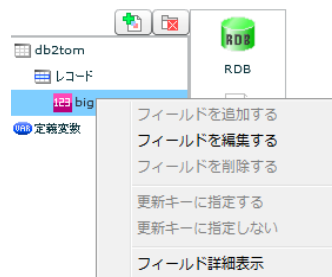 RDB
db2tom
レコード
RDB
123 big
VAR 定義変数
フィールドを追加する
フィールドを編集する
フィールドを削除する
更新キーに指定する
更新キーに指定しない
フィールド詳細表示